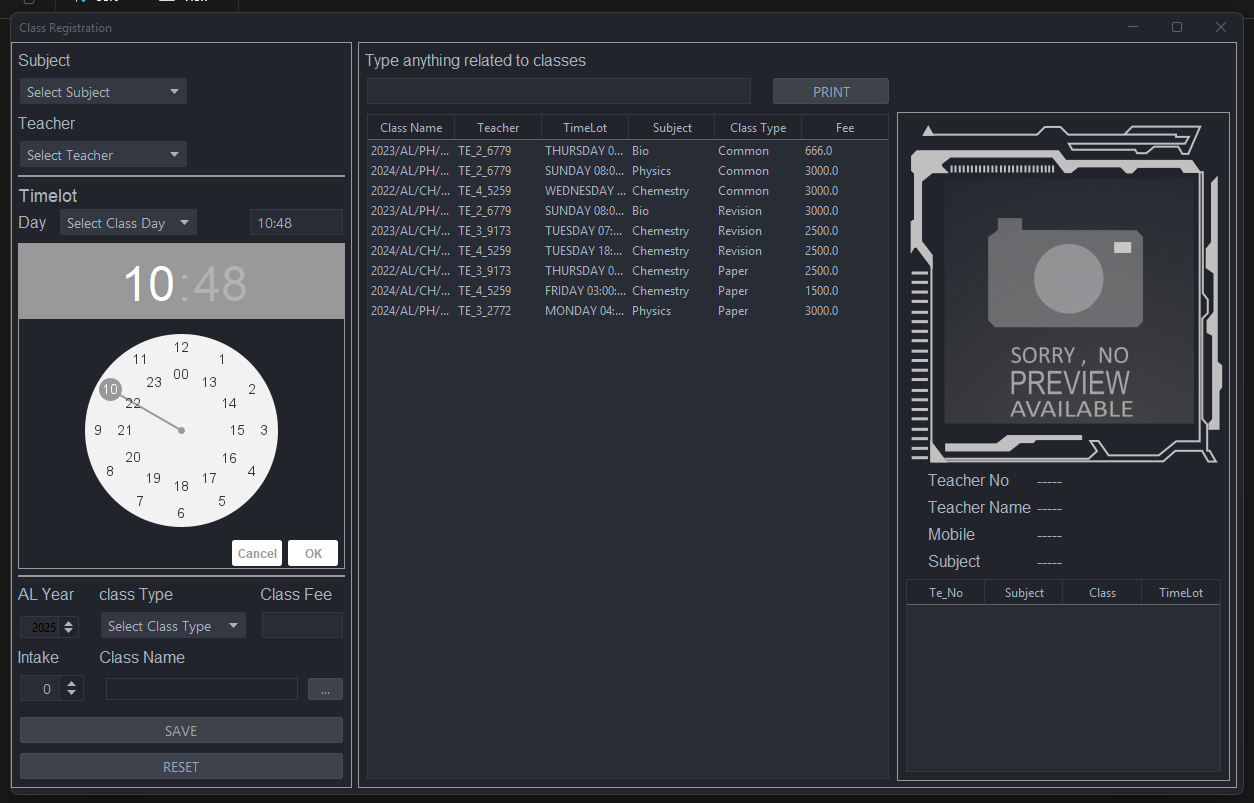 Class Registration
Subject
Select Subject
Teacher
Select Teacher
Timelot
Day Select Class Day 10:48
10:48
12
11 1
00
23 13
10 2
22 14
9 21 15 3
20 16
8 19 17 4
18
7 5
6
Cancel OK
AL Year class Type Class Fee
2025 Select Class Type
Intake Class Name
0 ...
SAVE
RESET
Type anything related to classes
PRINT
Class Name Teacher TimeLot Subject Class Type Fee
2023/AL/PH/... TE_2_6779 THURSDAY 0... Bio Common 666.0
2024/AL/PH/... TE_2_6779 SUNDAY 08:0... Physics Common 3000.0
2022/AL/CH/... TE_4_5259 WEDNESDAY ... Chemestry Common 3000.0
2023/AL/PH/... TE_2_6779 SUNDAY 08:0... Bio Revision 3000.0
2023/AL/CH/... TE_3_9173 TUESDAY 07:... Chemestry Revision 2500.0
2024/AL/CH/... TE_4_5259 TUESDAY 18:... Chemestry Revision 2500.0
2022/AL/CH/... TE_3_9173 THURSDAY 0... Chemestry Paper 2500.0
2024/AL/CH/... TE_4_5259 FRIDAY 03:00:... Chemestry Paper 1500.0
2024/AL/PH/... TE_3_2772 MONDAY 04:... Physics Paper 3000.0
SORRY , NO
PREVIEW
AVAILABLE
Teacher No -----
Teacher Name -----
Mobile -----
Subject -----
Te_No Subject Class TimeLot